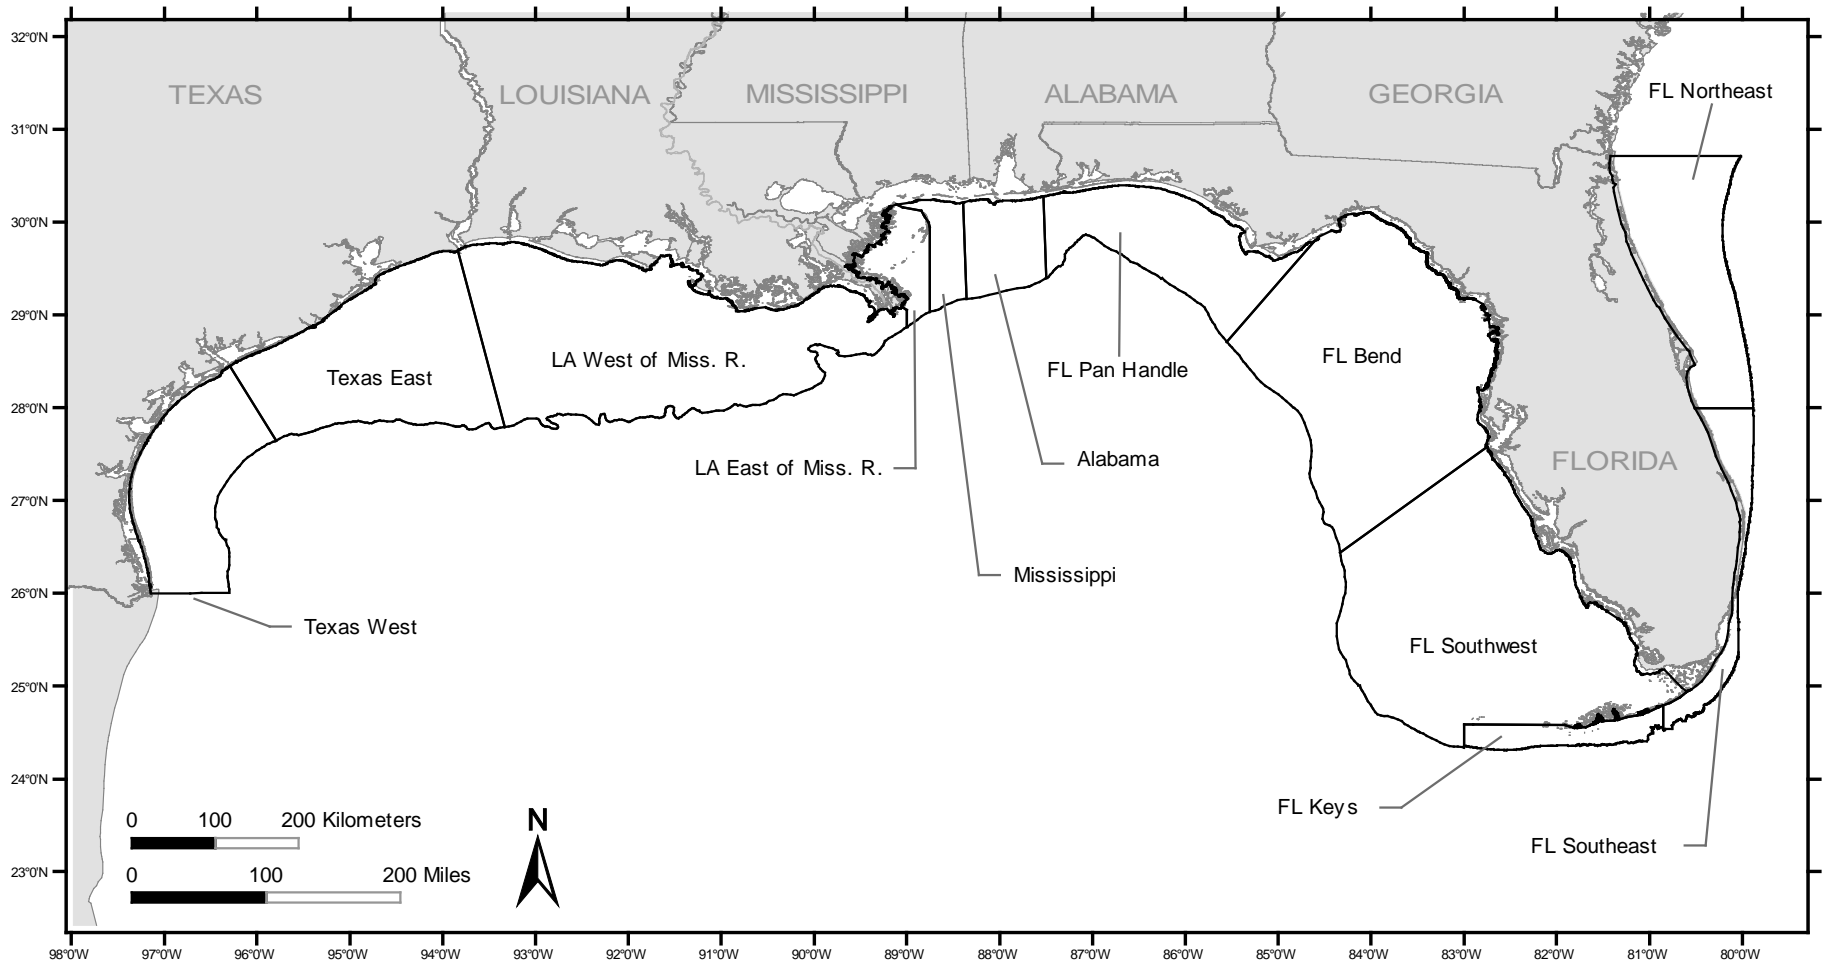 32°0'N
31°0'N
30°0'N
29°0'N
28°0'N
27°0'N
26°0'N
25°0'N
24°0'N
23°0'N
TEXAS
LOUISIANA
MISSISSIPPI
ALABAMA
GEORGIA
FL Northeast
Texas East
LA West of Miss. R.
FL Pan Handle
FL Bend
LA East of Miss. R.
Alabama
FLORIDA
Mississippi
Texas West
FL Southwest
FL Keys
FL Southeast
0 100 200 Kilometers
0 100 200 Miles
N
98°0'W 97°0'W 96°0'W 95°0'W 94°0'W 93°0'W 92°0'W 91°0'W 90°0'W 89°0'W 88°0'W 87°0'W 86°0'W 85°0'W 84°0'W 83°0'W 82°0'W 81°0'W 80°0'W